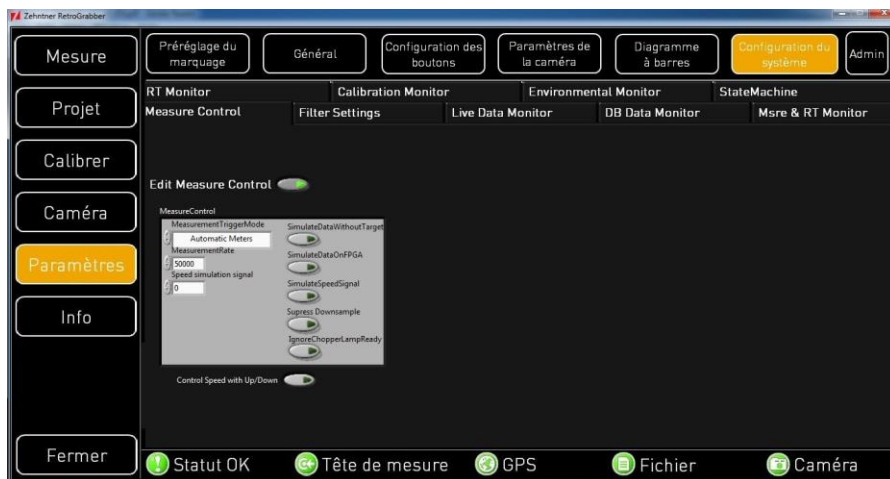 Zehntner RetroGrabber
Mesure
Projet
Calibrer
Caméra
Paramètres
Info
Fermer
Préréglage du
marquage
Général
Configuration des
boutons
Paramètres de
la caméra
Diagramme
à barres
Configuration du
système
Admin
RT Monitor
Calibration Monitor
Environmental Monitor
StateMachine
Measure Control
Filter Settings
Live Data Monitor
DB Data Monitor
Msre & RT Monitor
Edit Measure Control
MeasureControl
MeasurementTriggerMode
Automatic Meters
MeasurementRate
50000
Speed simulation signal
0
SimulateDataWithoutTarget
SimulateDataOnFPGA
SimulateSpeedSignal
Supress Downsample
IgnoreChopperLampReady
Control Speed with Up/Down
Statut OK
Tête de mesure
GPS
Fichier
Caméra